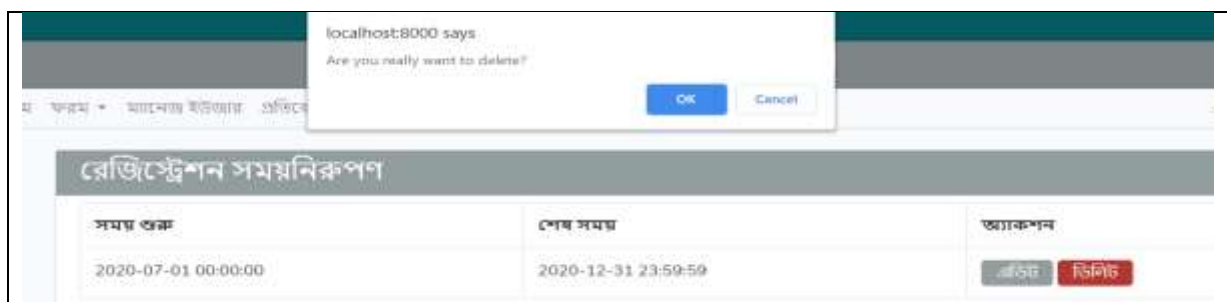 localhost:8000 says
Are you really want to delete?
OK Cancel
ফরম ম্যানেজ ইউজার
রেজিস্ট্রেশন সময়নিরুপণ
সময় শুরু শেষ সময় অ্যাকশন
2020-07-01 00:00:00 2020-12-31 23:59:59 এডিট ডিলিট